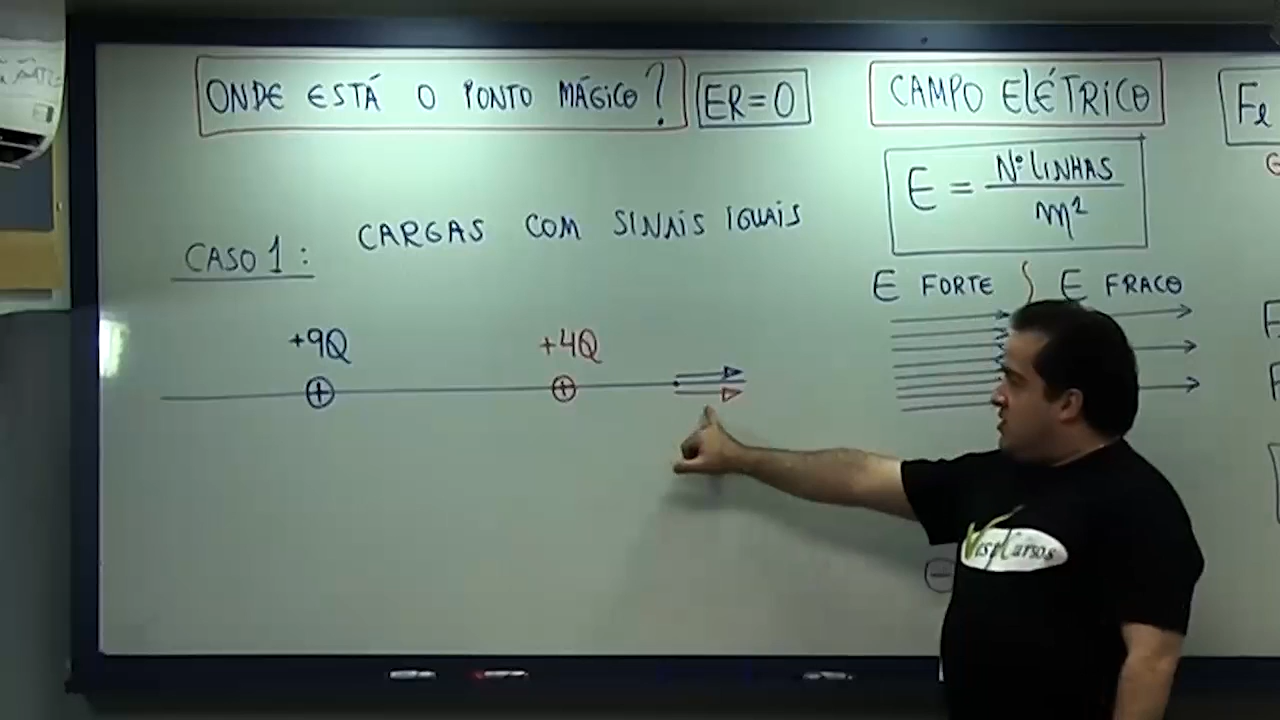 ONDE ESTÁ O PONTO MÁGICO?
ER=0
CAMPO ELÉTRICO
E = Nº LINHAS / m²
CASO 1: CARGAS COM SINAIS IGUAIS
E FORTE
E FRACO
+9Q
+4Q
+
+
VestCursos